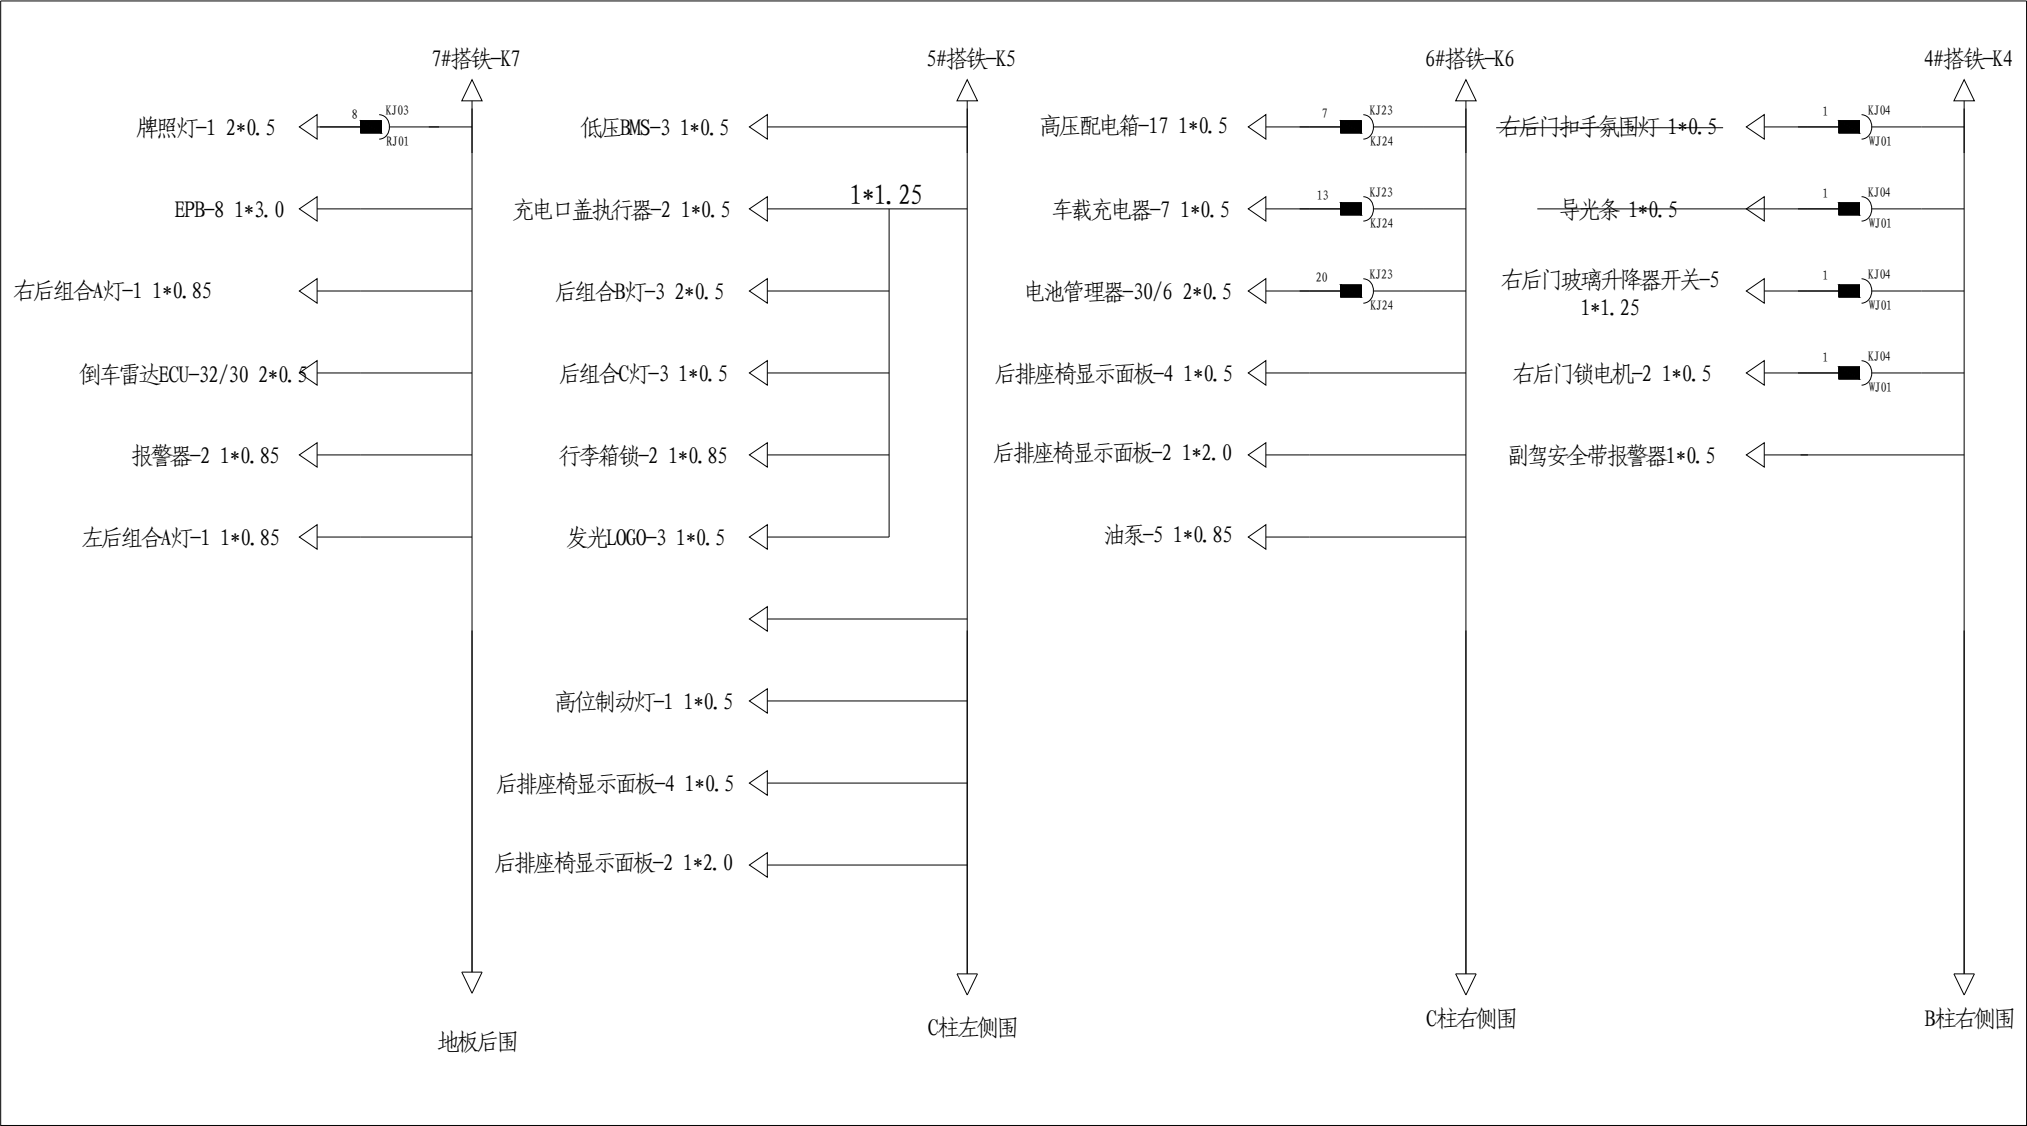 7#搭铁-K7
牌照灯-1 2*0.5
8
KJ03
RJ01
EPB-8 1*3.0
右后组合A灯-1 1*0.85
倒车雷达ECU-32/30 2*0.5
报警器-2 1*0.85
左后组合A灯-1 1*0.85
地板后围
5#搭铁-K5
低压BMS-3 1*0.5
1*1.25
充电口盖执行器-2 1*0.5
后组合B灯-3 2*0.5
后组合C灯-3 1*0.5
行李箱锁-2 1*0.85
发光LOGO-3 1*0.5
高位制动灯-1 1*0.5
后排座椅显示面板-4 1*0.5
后排座椅显示面板-2 1*2.0
C柱左侧围
6#搭铁-K6
高压配电箱-17 1*0.5
7
KJ23
KJ24
车载充电器-7 1*0.5
13
KJ23
KJ24
电池管理器-30/6 2*0.5
20
KJ23
KJ24
后排座椅显示面板-4 1*0.5
后排座椅显示面板-2 1*2.0
油泵-5 1*0.85
C柱右侧围
4#搭铁-K4
右后门扣手氛围灯 1*0.5
1
KJ04
WJ01
导光条 1*0.5
1
KJ04
WJ01
右后门玻璃升降器开关-5
1*1.25
1
KJ04
WJ01
右后门锁电机-2 1*0.5
1
KJ04
WJ01
副驾安全带报警器1*0.5
B柱右侧围